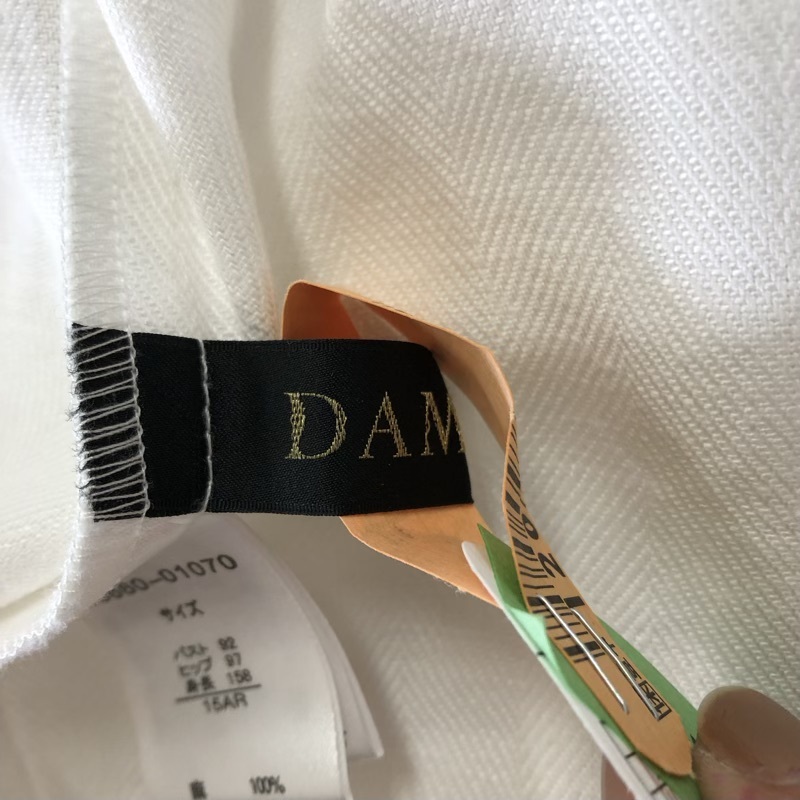 DAM
660-01070
サイズ
バスト 92
ヒップ 97
身長 158
15AR
麻 100%